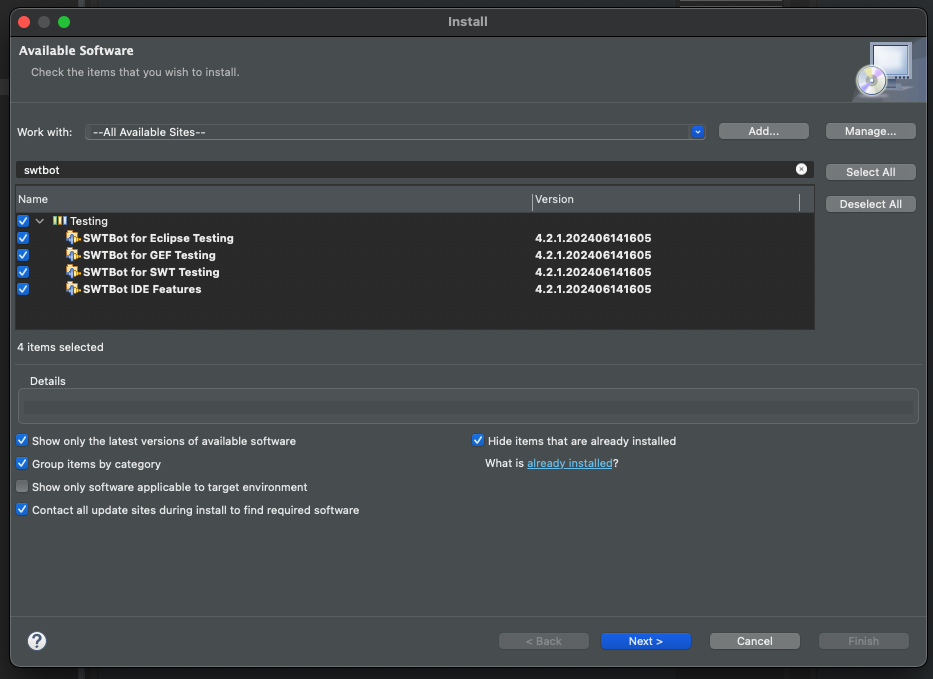 Install
Available Software
Check the items that you wish to install.
Work with: --All Available Sites-- Add... Manage...
swtbot Select All
Name Version Deselect All
Testing
SWTBot for Eclipse Testing 4.2.1.202406141605
SWTBot for GEF Testing 4.2.1.202406141605
SWTBot for SWT Testing 4.2.1.202406141605
SWTBot IDE Features 4.2.1.202406141605
4 items selected
Details
Show only the latest versions of available software Hide items that are already installed
Group items by category What is already installed?
Show only software applicable to target environment
Contact all update sites during install to find required software
? < Back Next > Cancel Finish